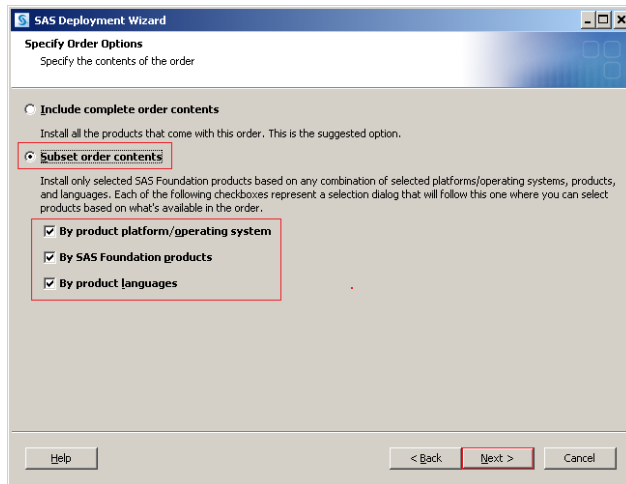 SAS Deployment Wizard
Specify Order Options
Specify the contents of the order
Include complete order contents
Install all the products that come with this order. This is the suggested option.
Subset order contents
Install only selected SAS Foundation products based on any combination of selected platforms/operating systems, products,
and languages. Each of the following checkboxes represent a selection dialog that will follow this one where you can select
products based on what's available in the order.
By product platform/operating system
By SAS Foundation products
By product languages
Help
< Back
Next >
Cancel